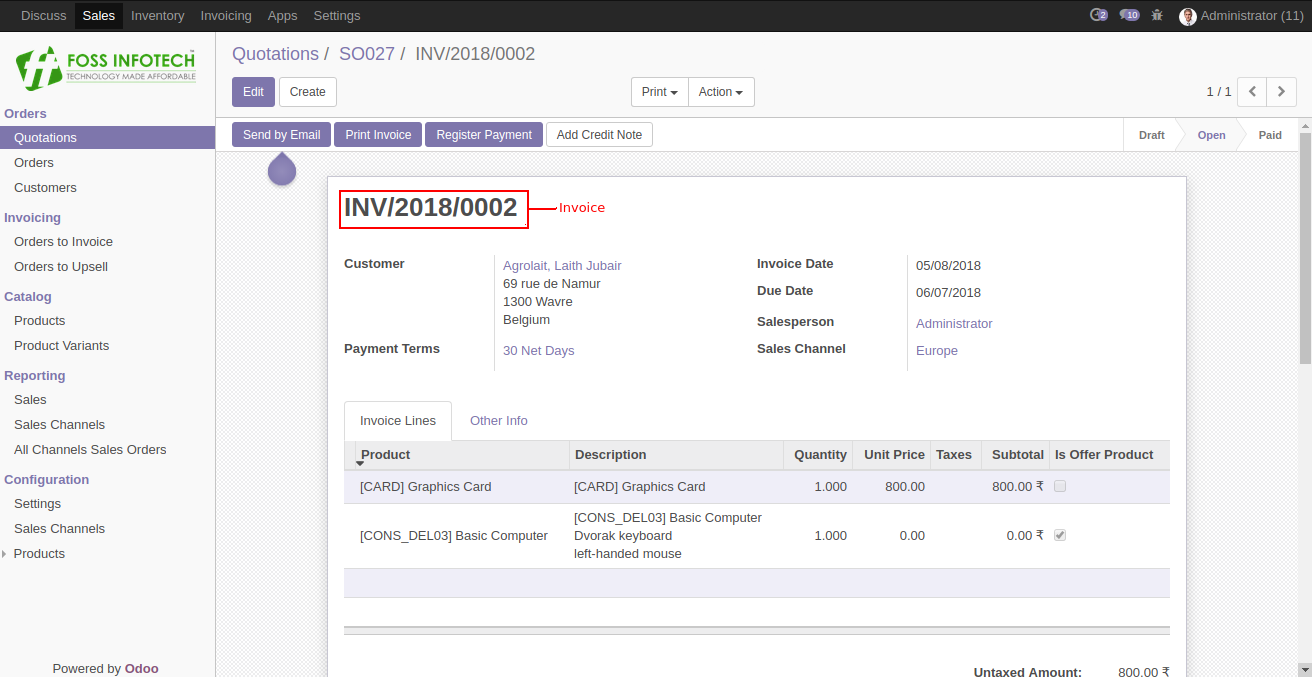 Discuss Sales Inventory Invoicing Apps Settings 2 10 Administrator (11)
FOSS INFOTECH™
TECHNOLOGY MADE AFFORDABLE
Orders
Quotations
Orders
Customers
Invoicing
Orders to Invoice
Orders to Upsell
Catalog
Products
Product Variants
Reporting
Sales
Sales Channels
All Channels Sales Orders
Configuration
Settings
Sales Channels
Products
Powered by Odoo
Quotations / SO027 / INV/2018/0002
Edit Create Print Action 1 / 1
Send by Email Print Invoice Register Payment Add Credit Note Draft Open Paid
INV/2018/0002 Invoice
Customer Agrolait, Laith Jubair
69 rue de Namur
1300 Wavre
Belgium
Payment Terms 30 Net Days
Invoice Date 05/08/2018
Due Date 06/07/2018
Salesperson Administrator
Sales Channel Europe
Invoice Lines Other Info
Product Description Quantity Unit Price Taxes Subtotal Is Offer Product
[CARD] Graphics Card [CARD] Graphics Card 1.000 800.00 800.00 ₹
[CONS_DEL03] Basic Computer [CONS_DEL03] Basic Computer
Dvorak keyboard
left-handed mouse 1.000 0.00 0.00 ₹
Untaxed Amount: 800.00 ₹